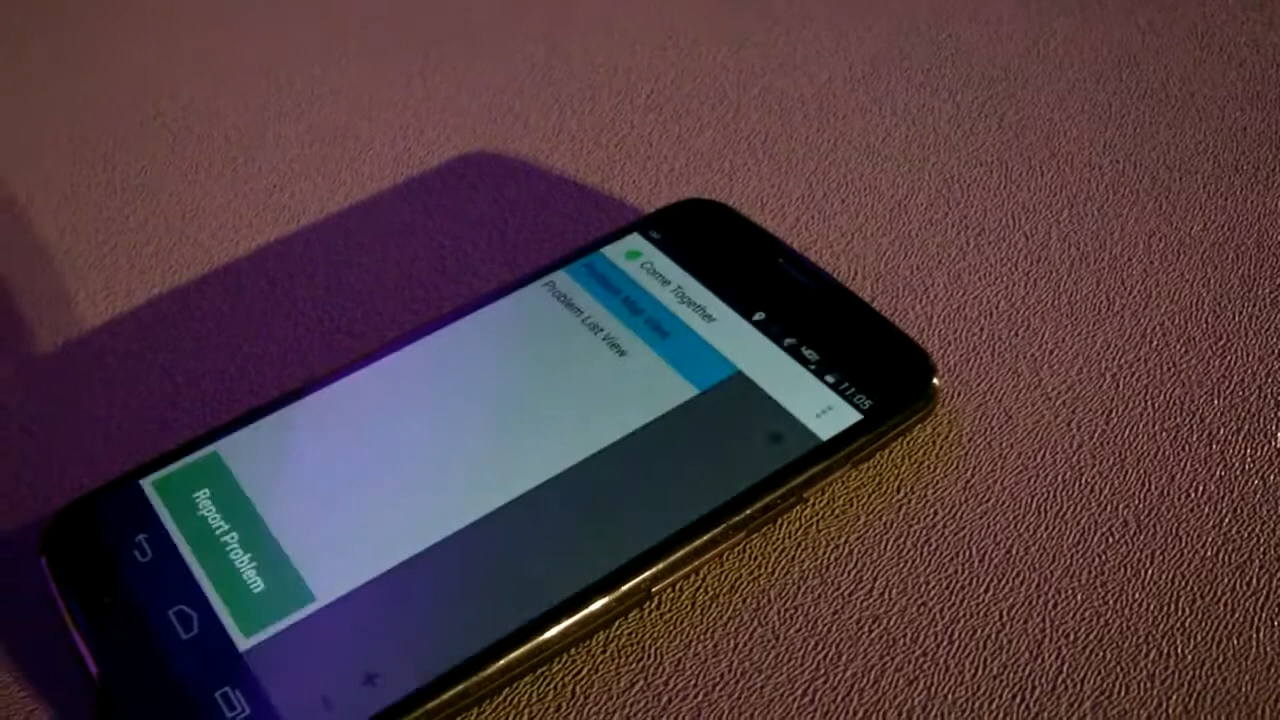 11:05
Come Together
Problem Map View
Problem List View
Report Problem